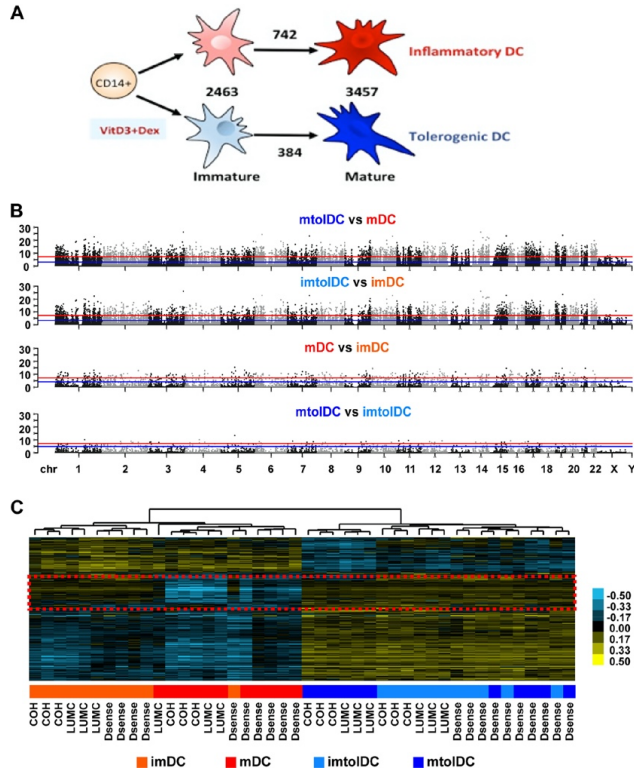 A
742
Inflammatory DC
CD14+
2463
3457
VitD3+Dex
Tolerogenic DC
384
Immature
Mature
B
mtolDC vs mDC
30
20
10
0
imtolDC vs imDC
30
20
10
0
mDC vs imDC
30
20
10
0
mtolDC vs imtolDC
30
20
10
0
chr 1 2 3 4 5 6 7 8 9 10 11 12 13 14 15 16 18 20 22 X Y
C
-0.50
-0.33
-0.17
0.00
0.17
0.33
0.50
COH COH COH LUMC LUMC LUMC Dsense Dsense Dsense Dsense LUMC COH COH COH LUMC LUMC Dsense Dsense Dsense Dsense Dsense Dsense COH COH COH LUMC LUMC LUMC COH COH COH LUMC LUMC LUMC Dsense Dsense Dsense Dsense Dsense Dsense Dsense Dsense Dsense Dsense
imDC mDC imtolDC mtolDC